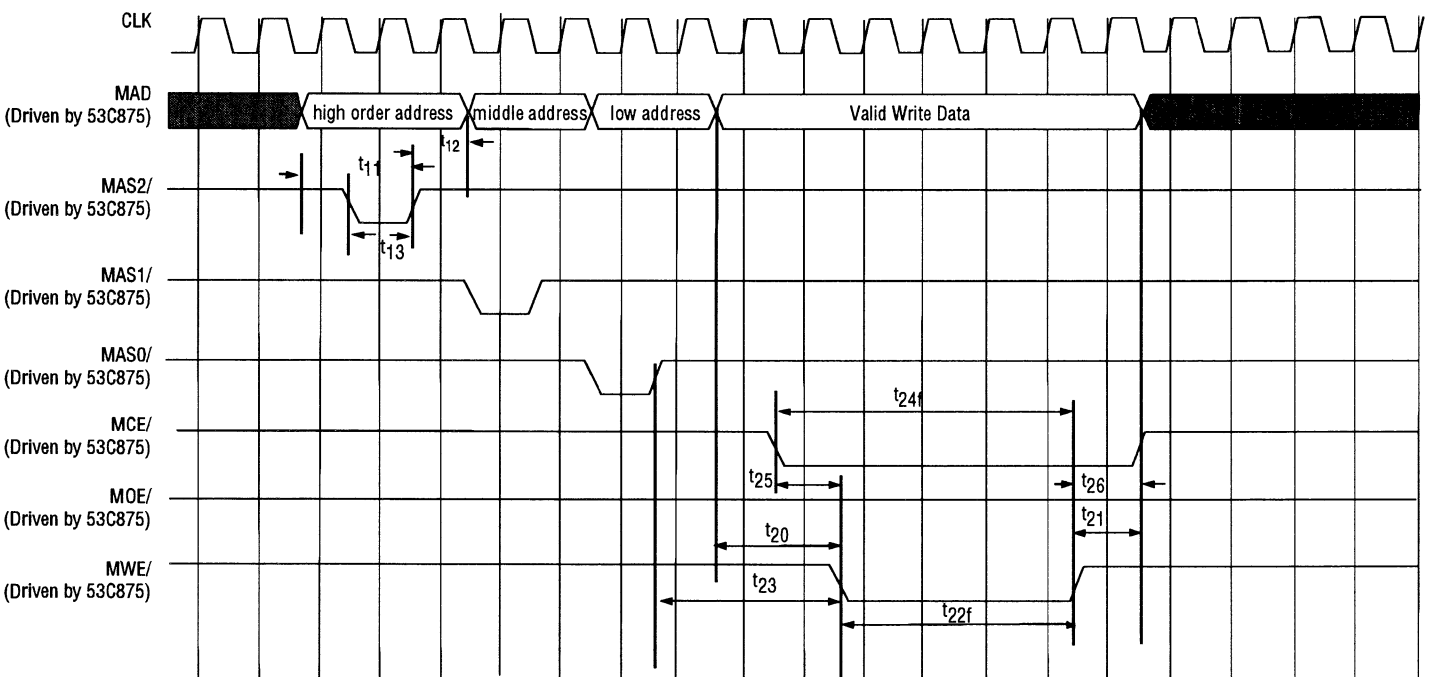 CLK
MAD
(Driven by 53C875)
high order address
middle address
low address
Valid Write Data
t12
t11
MAS2/
(Driven by 53C875)
t13
MAS1/
(Driven by 53C875)
MAS0/
(Driven by 53C875)
t24f
MCE/
(Driven by 53C875)
t25
t26
MOE/
(Driven by 53C875)
t21
t20
MWE/
(Driven by 53C875)
t23
t22f